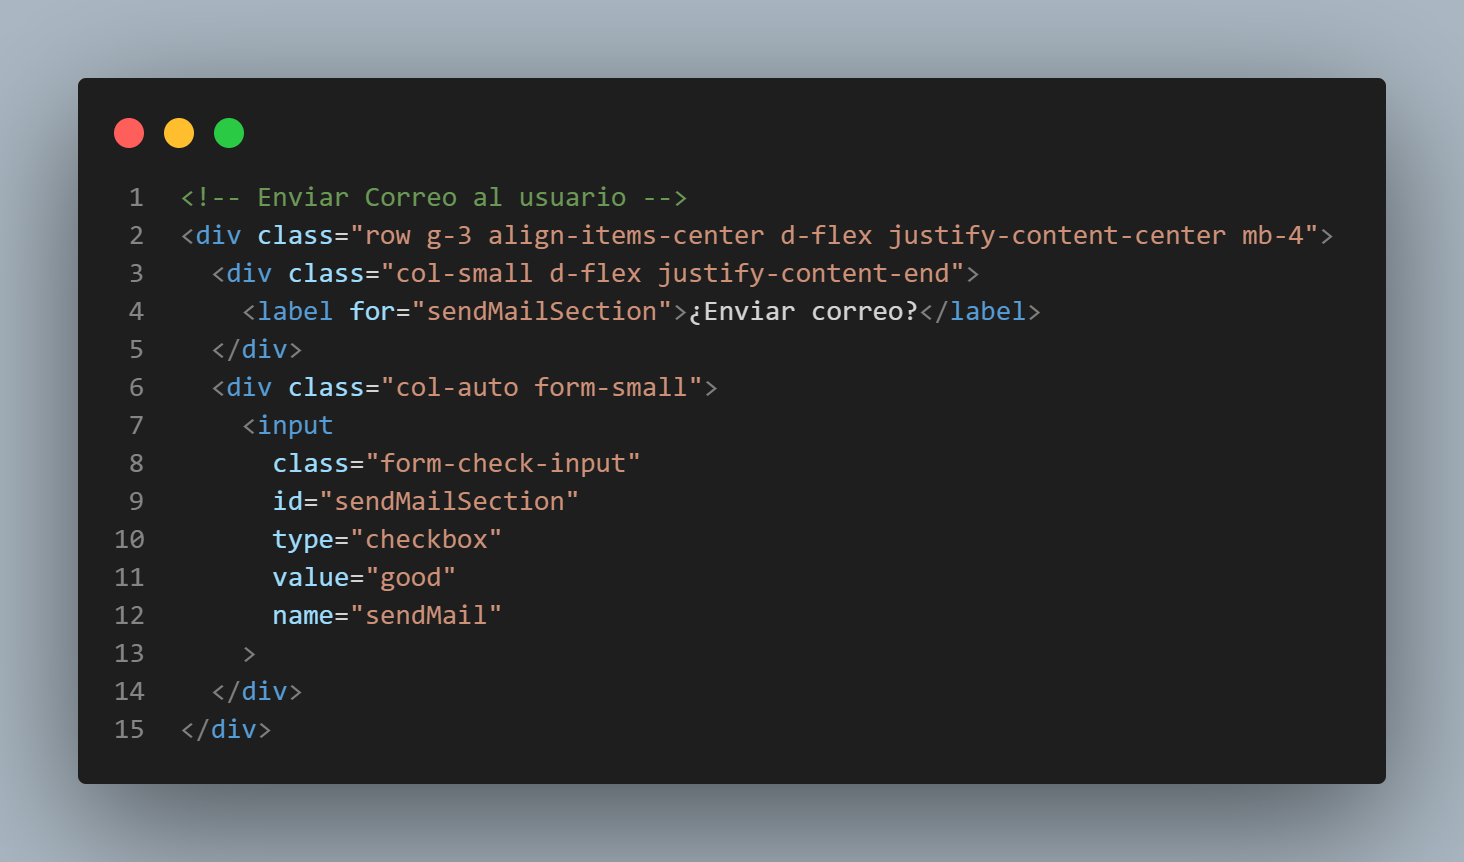 1 <!-- Enviar Correo al usuario -->
2 <div class="row g-3 align-items-center d-flex justify-content-center mb-4">
3   <div class="col-small d-flex justify-content-end">
4     <label for="sendMailSection">¿Enviar correo?</label>
5   </div>
6   <div class="col-auto form-small">
7     <input
8       class="form-check-input"
9       id="sendMailSection"
10       type="checkbox"
11       value="good"
12       name="sendMail"
13     >
14   </div>
15 </div>